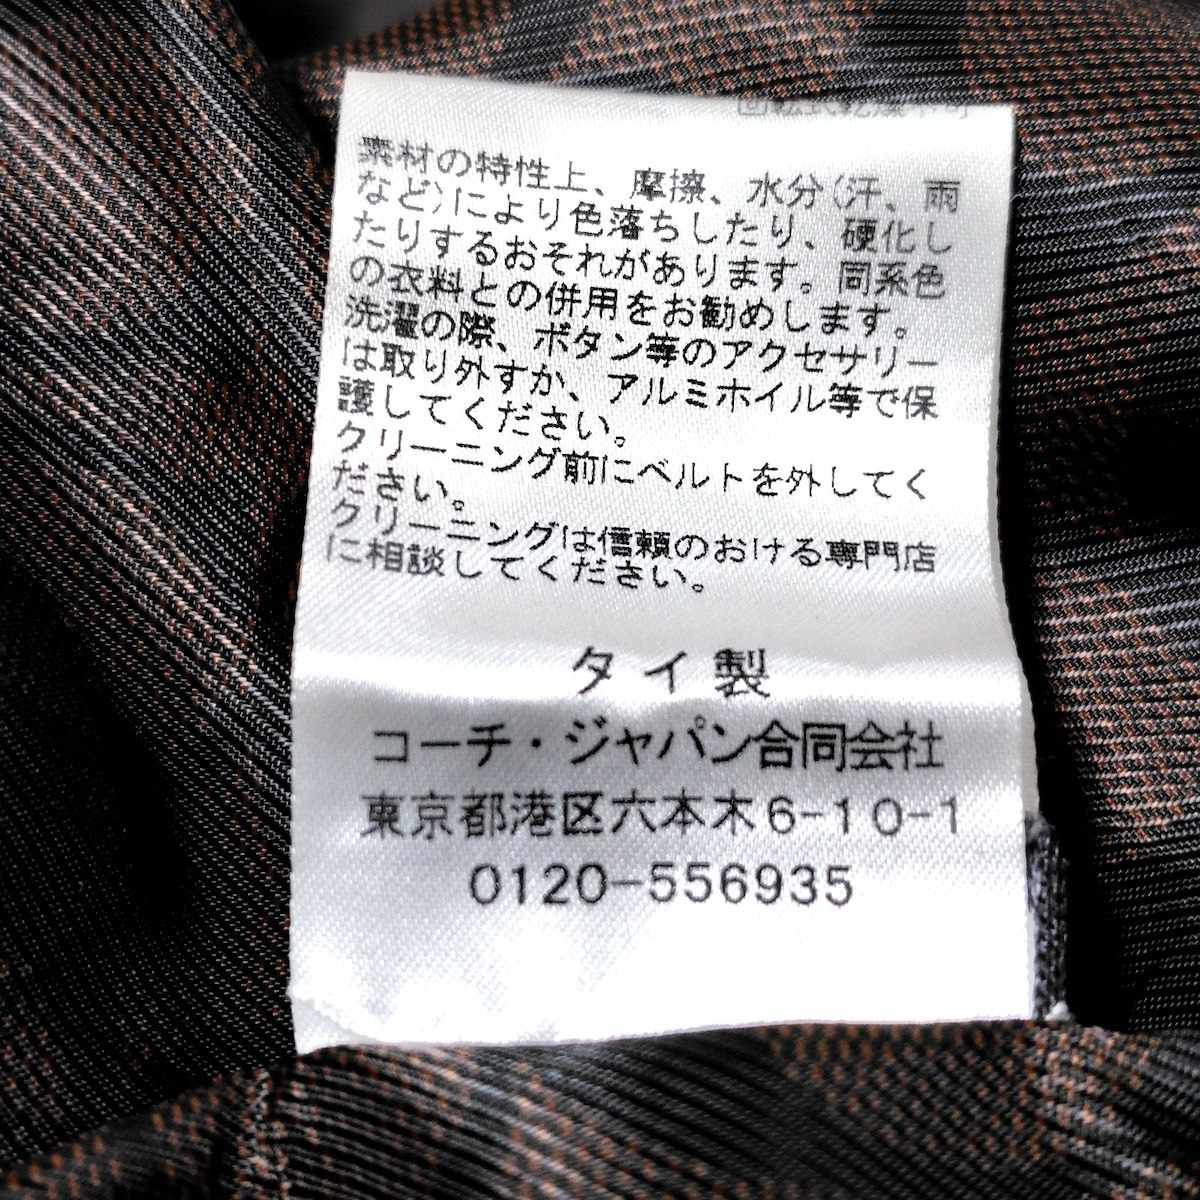 素材の特性上、摩擦、水分(汗、雨
など)により色落ちしたり、硬化し
たりするおそれがあります。同系色
の衣料との併用をお勧めします。
洗濯の際、ボタン等のアクセサリー
は取り外すか、アルミホイル等で保
護してください。
クリーニング前にベルトを外してく
ださい。
クリーニングは信頼のおける専門店
に相談してください。
タイ製
コーチ・ジャパン合同会社
東京都港区六本木6-10-1
0120-556935